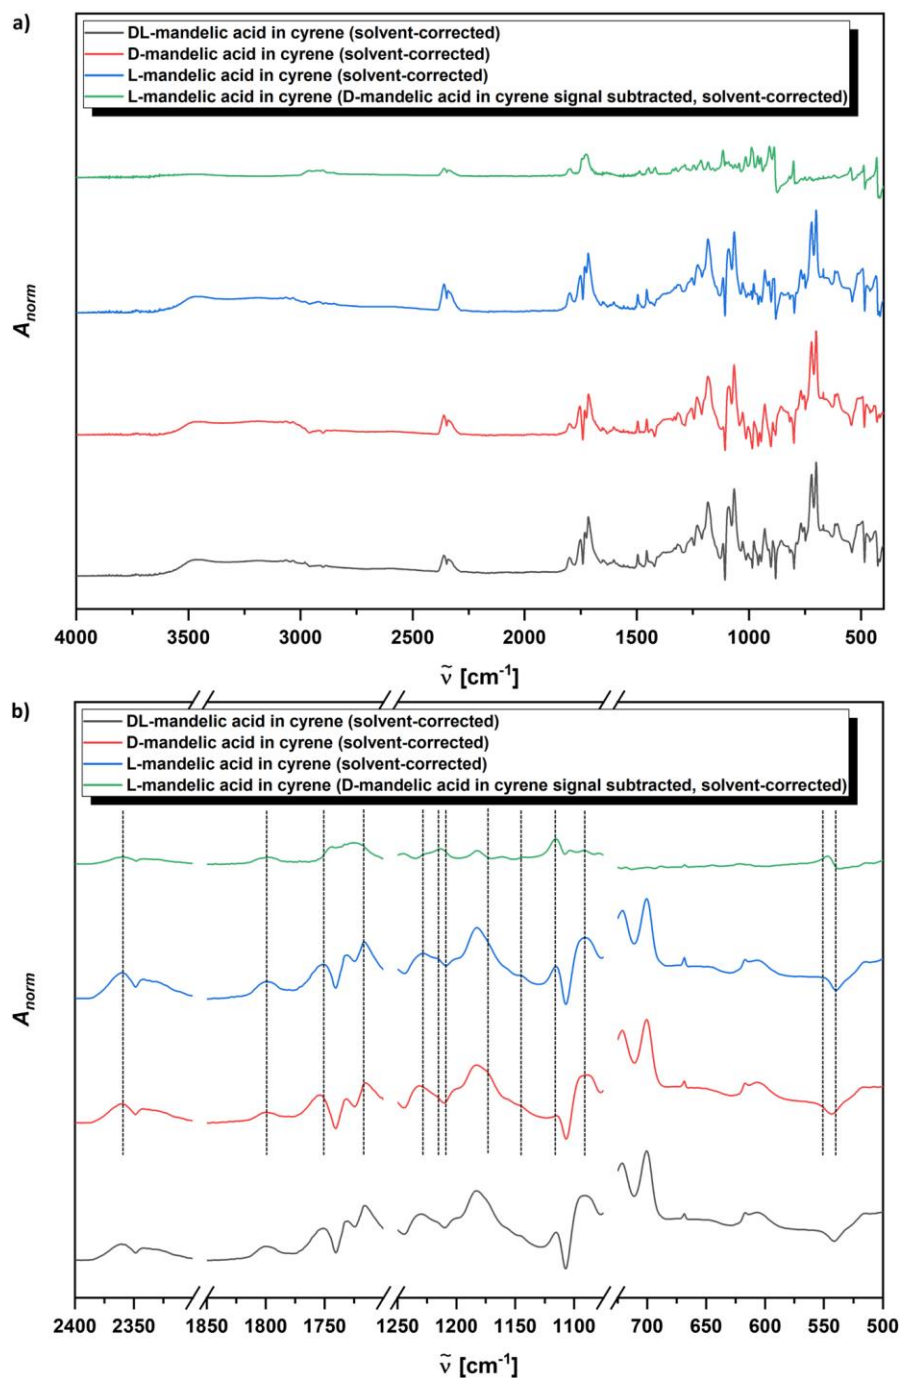 a)
DL-mandelic acid in cyrene (solvent-corrected)
D-mandelic acid in cyrene (solvent-corrected)
L-mandelic acid in cyrene (solvent-corrected)
L-mandelic acid in cyrene (D-mandelic acid in cyrene signal subtracted, solvent-corrected)
A_norm
4000 3500 3000 2500 2000 1500 1000 500
ν̃ [cm⁻¹]
b)
DL-mandelic acid in cyrene (solvent-corrected)
D-mandelic acid in cyrene (solvent-corrected)
L-mandelic acid in cyrene (solvent-corrected)
L-mandelic acid in cyrene (D-mandelic acid in cyrene signal subtracted, solvent-corrected)
A_norm
2400 2350 1850 1800 1750 1250 1200 1150 1100 700 650 600 550 500
ν̃ [cm⁻¹]